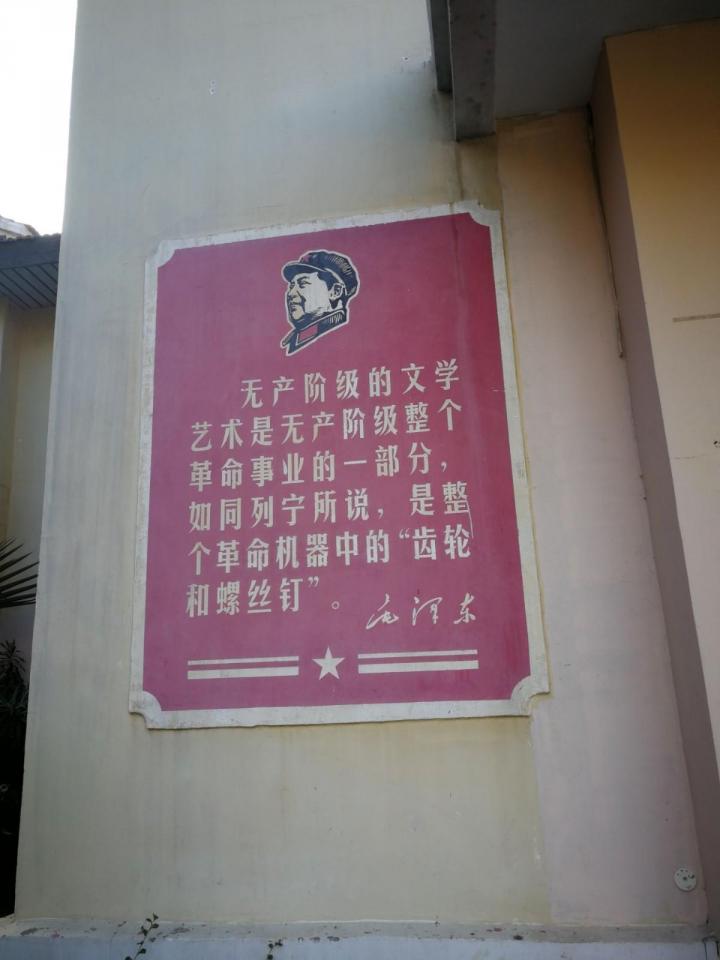 无产阶级的文学
艺术是无产阶级整个
革命事业的一部分，
如同列宁所说，是整
个革命机器中的“齿轮
和螺丝钉”。
毛泽东